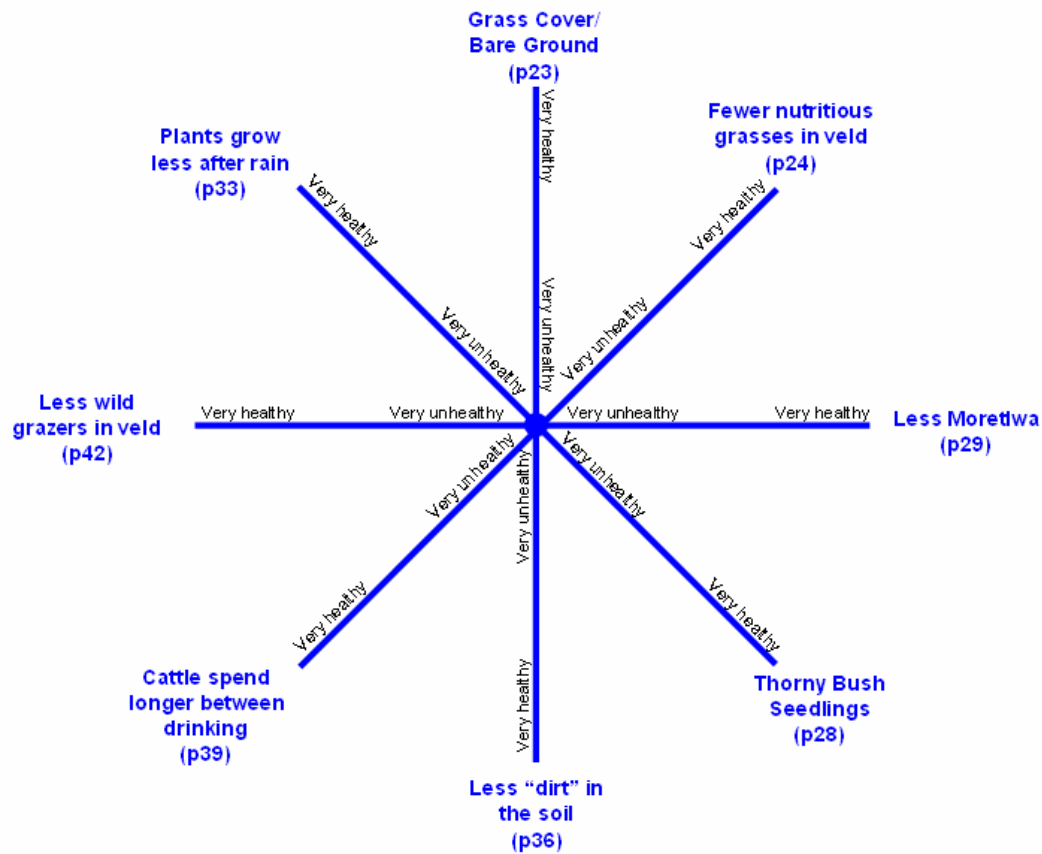 Grass Cover/
Bare Ground
(p23)
Fewer nutritious
grasses in veld
(p24)
Plants grow
less after rain
(p33)
Very healthy
Very healthy
Very healthy
Very unhealthy
Very unhealthy
Very unhealthy
Less wild
grazers in veld
(p42)
Very healthy
Very unhealthy
Very unhealthy
Very healthy
Less Moretlwa
(p29)
Very unhealthy
Very unhealthy
Very unhealthy
Very healthy
Very healthy
Very healthy
Cattle spend
longer between
drinking
(p39)
Thorny Bush
Seedlings
(p28)
Less “dirt” in
the soil
(p36)